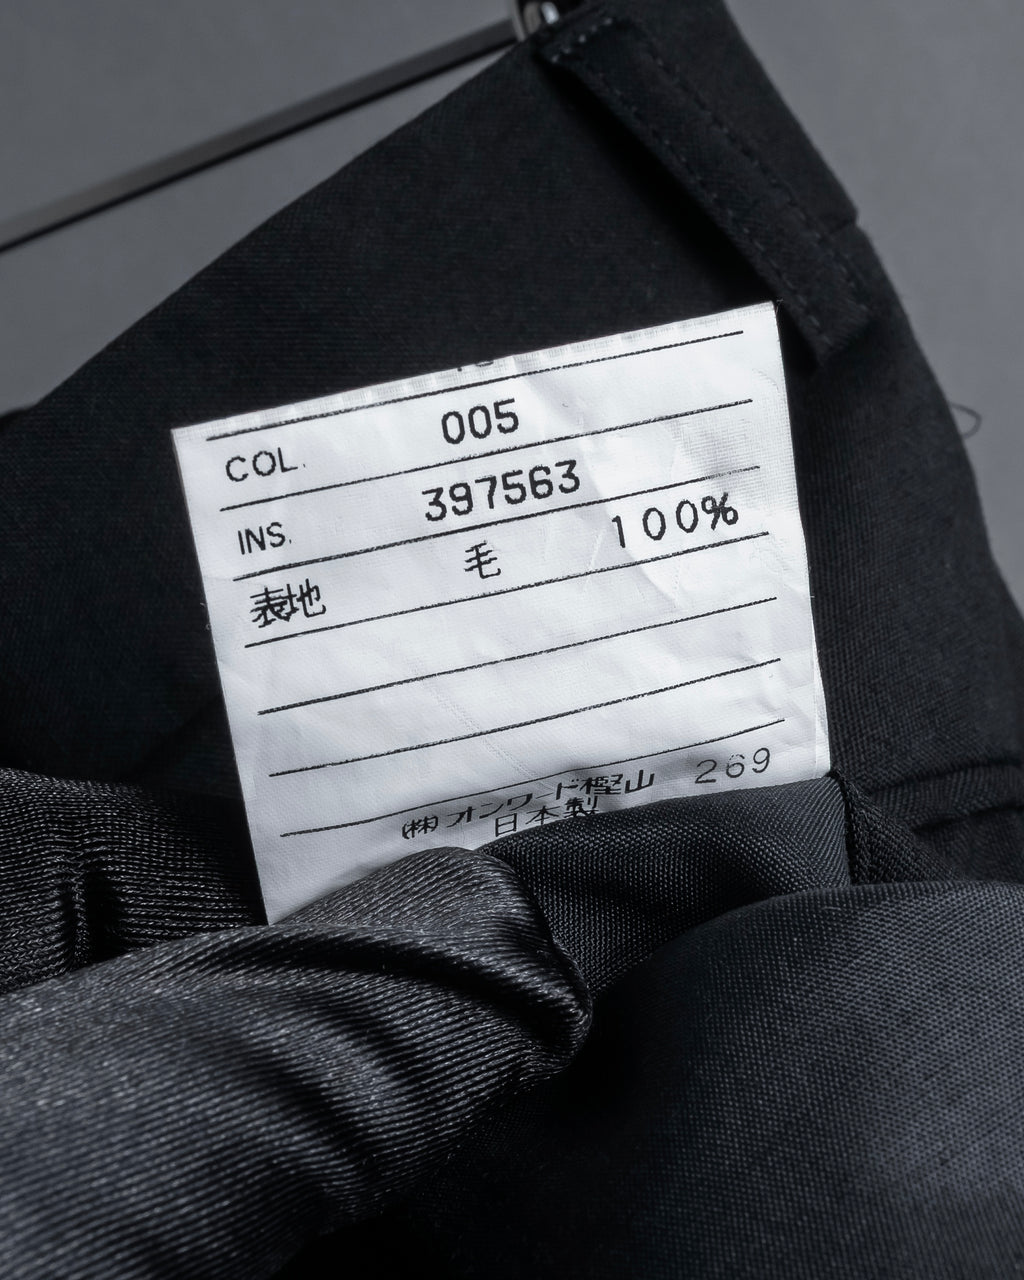 COL. 005
INS. 397563
表地 毛 100%
㈱オンワード樫山 269
日本製